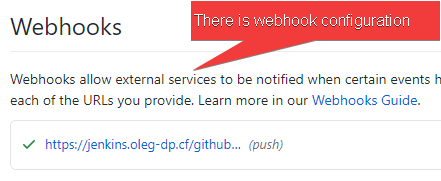 There is webhook configuration
Webhooks
Webhooks allow external services to be notified when certain events h
each of the URLs you provide. Learn more in our Webhooks Guide.
https://jenkins.oleg-dp.cf/github... (push)